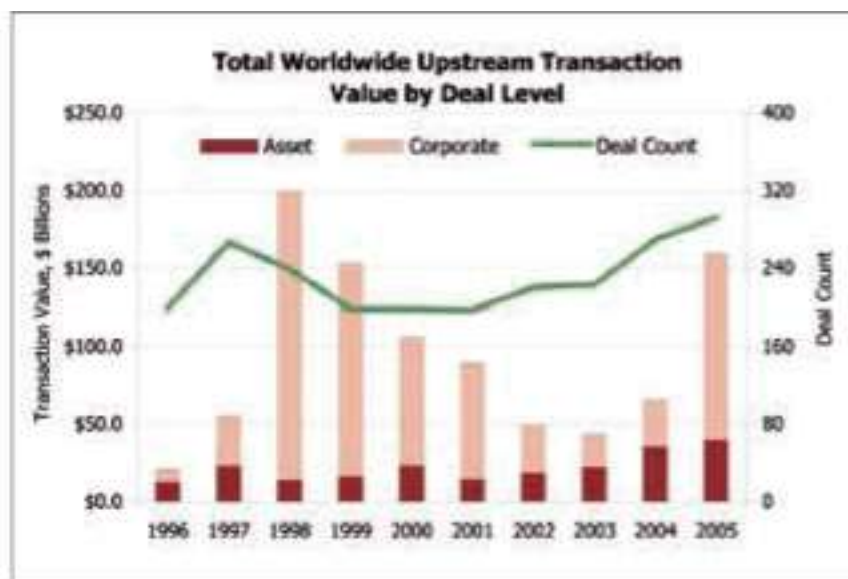 Total Worldwide Upstream Transaction
Value by Deal Level
$250.0
400
Asset
Corporate
Deal Count
$200.0
320
$150.0
240
$100.0
160
$50.0
80
$0.0
0
Transaction Value, $ Billions
Deal Count
1996 1997 1998 1999 2000 2001 2002 2003 2004 2005